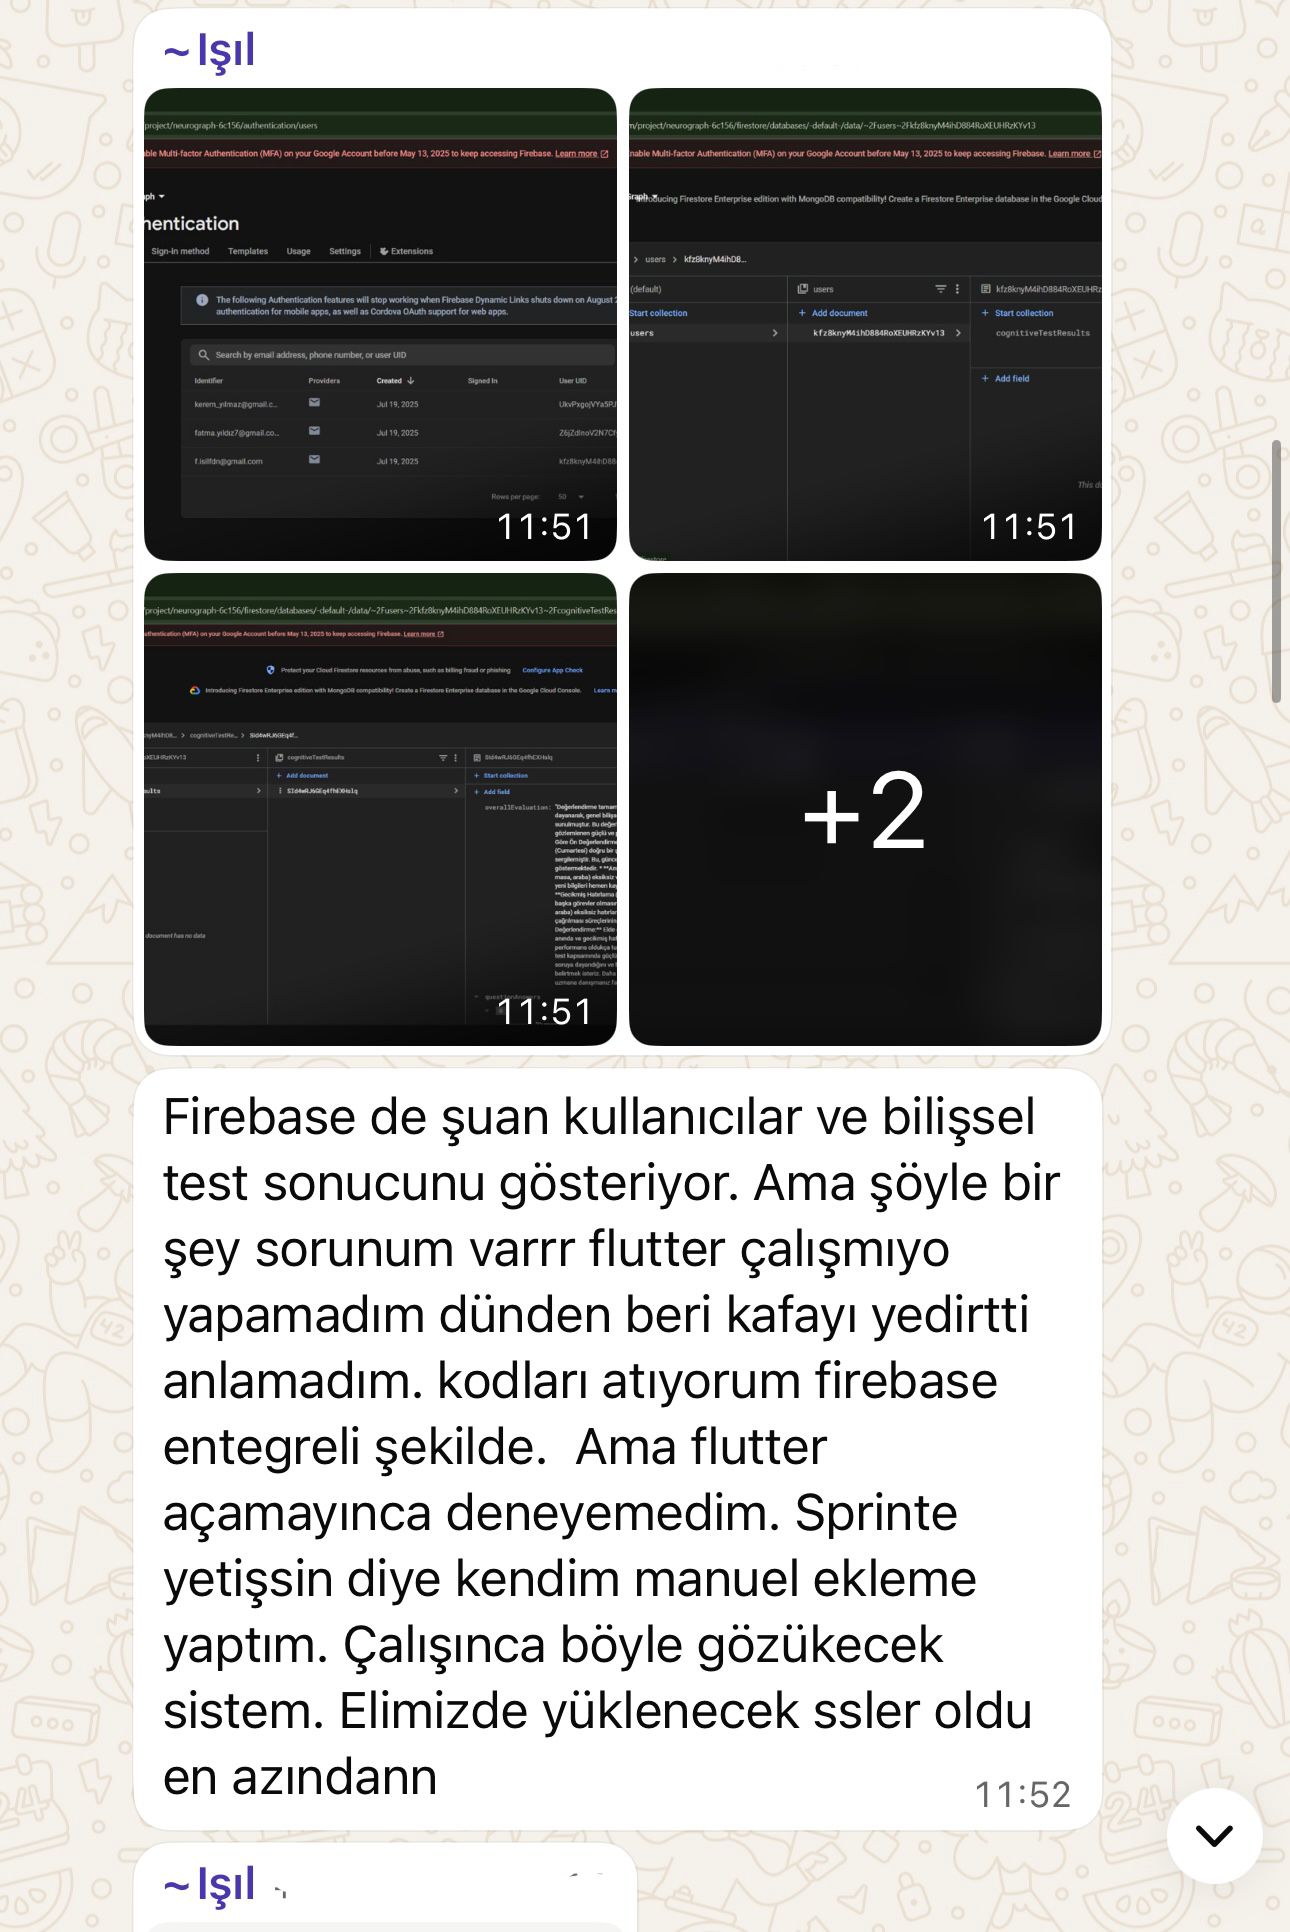 ~ Işıl
project/neurograph-6c156/authentication/users
ble Multi-factor Authentication (MFA) on your Google Account before May 13, 2025 to keep accessing Firebase. Learn more
ph
hentication
Sign-in method Templates Usage Settings Extensions
The following Authentication features will stop working when Firebase Dynamic Links shuts down on August
authentication for mobile apps, as well as Cordova OAuth support for web apps.
Search by email address, phone number, or user UID
Identifier Providers Created Signed In User UID
kerem_yilmaz@gmail.c... Jul 19, 2025
fatma.yildiz7@gmail.co... Jul 19, 2025
f.isilfdn@gmail.com Jul 19, 2025 kfz8knyM4ihD88
Rows per page: 50
11:51
m/project/neurograph-6c156/firestore/databases/-default-/data/~2Fusers~2Fkfz8knyM4ihD884RoXEUHRzKYv13
nable Multi-factor Authentication (MFA) on your Google Account before May 13, 2025 to keep accessing Firebase. Learn more
Graph
Introducing Firestore Enterprise edition with MongoDB compatibility! Create a Firestore Enterprise database in the Google Cloud
users > kfz8knyM4ihD8...
(default) users kfz8knyM4ihD884RoXEUHRz
Start collection + Add document + Start collection
users kfz8knyM4ihD884RoXEUHRzKYv13 cognitiveTestResults
+ Add field
This do
11:51
project/neurograph-6c156/firestore/databases/-default-/data/~2Fusers~2Fkfz8knyM4ihD884RoXEUHRzKYv13~2FcognitiveTestRes
uthentication (MFA) on your Google Account before May 13, 2025 to keep accessing Firebase. Learn more
Protect your Cloud Firestore resources from abuse, such as billing fraud or phishing Configure App Check
Introducing Firestore Enterprise edition with MongoDB compatibility! Create a Firestore Enterprise database in the Google Cloud Console. Learn m
cognitiveTestRe...
XEUHRzKYv13 cognitiveTestResults
+ Add document + Start collection
+ Add field
overallEvaluation:
document has no data
questionAnswers
11:51
+2
Firebase de şuan kullanıcılar ve bilişsel
test sonucunu gösteriyor. Ama şöyle bir
şey sorunum varrr flutter çalışmıyo
yapamadım dünden beri kafayı yedirtti
anlamadım. kodları atıyorum firebase
entegreli şekilde. Ama flutter
açamayınca deneyemedim. Sprinte
yetişsin diye kendim manuel ekleme
yaptım. Çalışınca böyle gözükecek
sistem. Elimizde yüklenecek ssler oldu
en azındann
11:52
~ Işıl